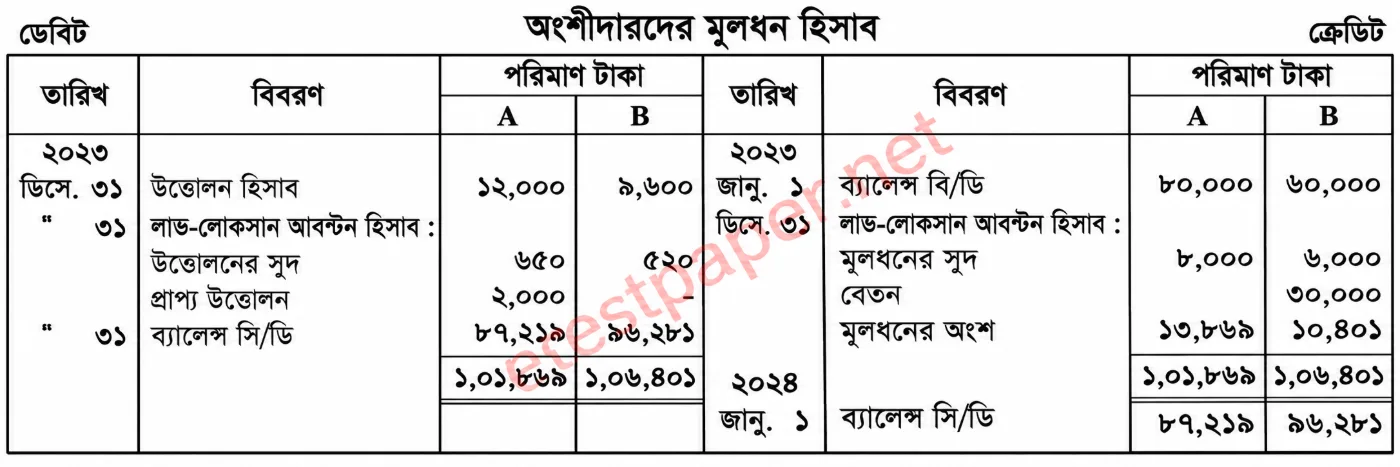 অংশীদারদের মুলধন হিসাব
ডেবিট ক্রেডিট
তারিখ বিবরণ পরিমাণ টাকা তারিখ বিবরণ পরিমাণ টাকা
A B A B
২০২৩ ২০২৩
ডিসে. ৩১ উত্তোলন হিসাব ১২,০০০ ৯,৬০০ জানু. ১ ব্যালেন্স বি/ডি ৮০,০০০ ৬০,০০০
“ ৩১ লাভ-লোকসান আবন্টন হিসাব : ডিসে. ৩১ লাভ-লোকসান আবন্টন হিসাব :
উত্তোলনের সুদ ৬৫০ ৫২০ মুলধনের সুদ ৮,০০০ ৬,০০০
প্রাপ্য উত্তোলন ২,০০০ – বেতন ৩০,০০০
“ ৩১ ব্যালেন্স সি/ডি ৮৭,২১৯ ৯৬,২৮১ মুলধনের অংশ ১৩,৮৬৯ ১০,৪০১
১,০১,৮৬৯ ১,০৬,৪০১ ২০২৪ ১,০১,৮৬৯ ১,০৬,৪০১
জানু. ১ ব্যালেন্স সি/ডি ৮৭,২১৯ ৯৬,২৮১
etestpaper.net